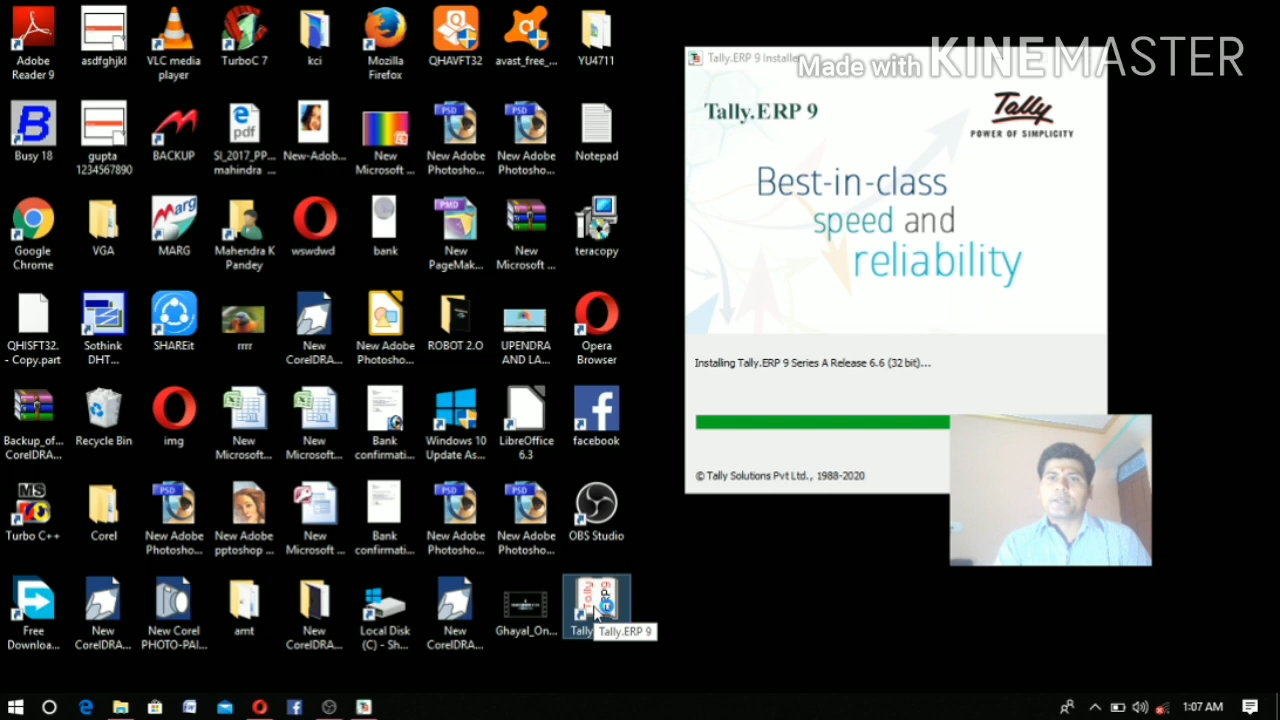 Adobe
Reader 9
asdfghjkl
VLC media
player
TurboC 7
kci
Mozilla
Firefox
QHAVFT32
avast_free_...
YU4711
Busy 18
gupta
1234567890
BACKUP
SI_2017_PP...
mahindra ...
New-Adob...
New
Microsoft ...
New Adobe
Photosho...
New Adobe
Photosho...
Notepad
Google
Chrome
VGA
MARG
Mahendra K
Pandey
wswdwd
bank
New
PageMak...
New
Microsoft ...
teracopy
QHISFT32.
- Copy.part
Sothink
DHT...
SHAREit
rrrr
New
CorelDRA...
New Adobe
Photosho...
ROBOT 2.O
UPENDRA
AND LA...
Opera
Browser
Backup_of...
CorelDRA...
Recycle Bin
img
New
Microsoft...
New
Microsoft...
Bank
confirmati...
Windows 10
Update As...
LibreOffice
6.3
facebook
Turbo C++
Corel
New Adobe
Photosho...
New Adobe
pptoshop ...
New
Microsoft ...
Bank
confirmati...
New Adobe
Photosho...
New Adobe
Photosho...
OBS Studio
Free
Downloa...
New
CorelDRA...
New Corel
PHOTO-PAI...
amt
New
CorelDRA...
Local Disk
(C) - Sh...
New
CorelDRA...
Ghayal_On...
Tally
Tally.ERP 9
Tally.ERP 9 Installe
Made with KINEMASTER
Tally.ERP 9
Tally
POWER OF SIMPLICITY
Best-in-class
speed and
reliability
Installing Tally.ERP 9 Series A Release 6.6 (32 bit)...
© Tally Solutions Pvt Ltd., 1988-2020
1:07 AM